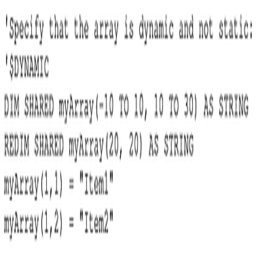 'Specify that the array is dynamic and not static:
'$DYNAMIC
DIM SHARED myArray(-10 TO 10, 10 TO 30) AS STRING
REDIM SHARED myArray(20, 20) AS STRING
myArray(1,1) = "Item1"
myArray(1,2) = "Item2"